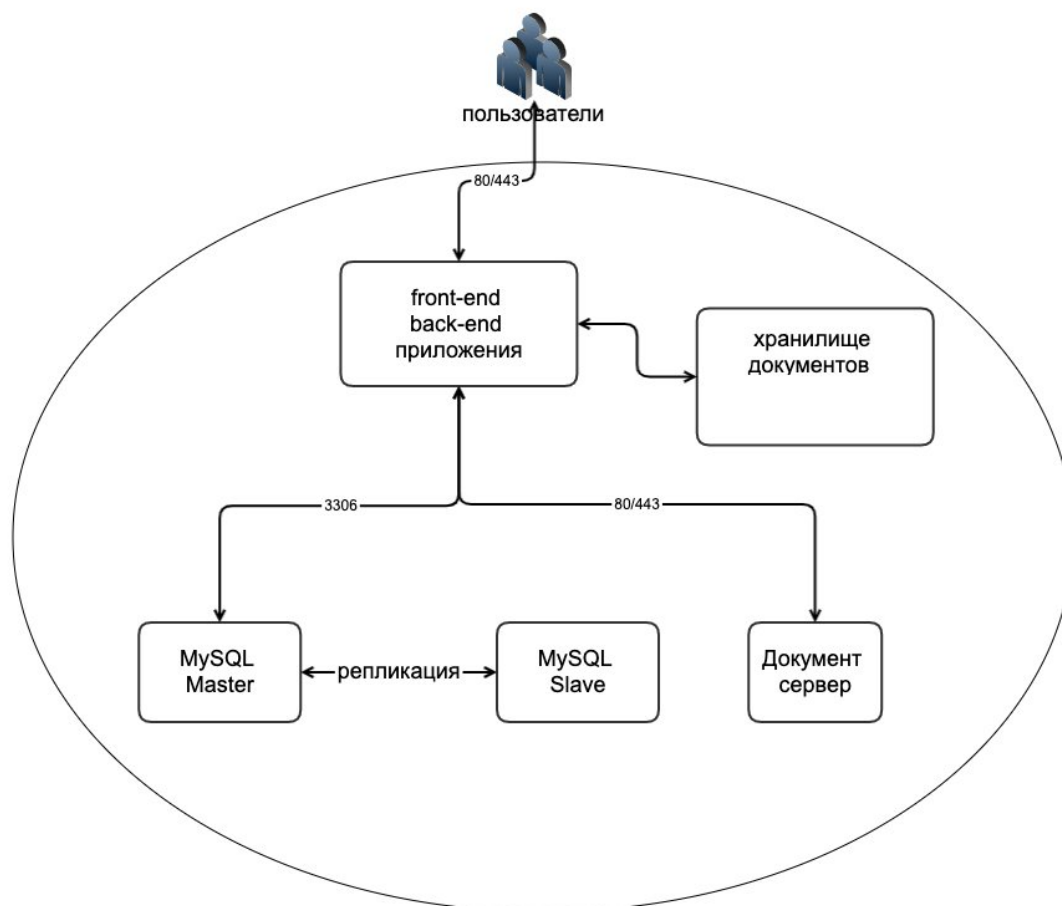 пользователи
80/443
front-end
back-end
приложения
хранилище
документов
3306
80/443
MySQL
Master
репликация
MySQL
Slave
Документ
сервер